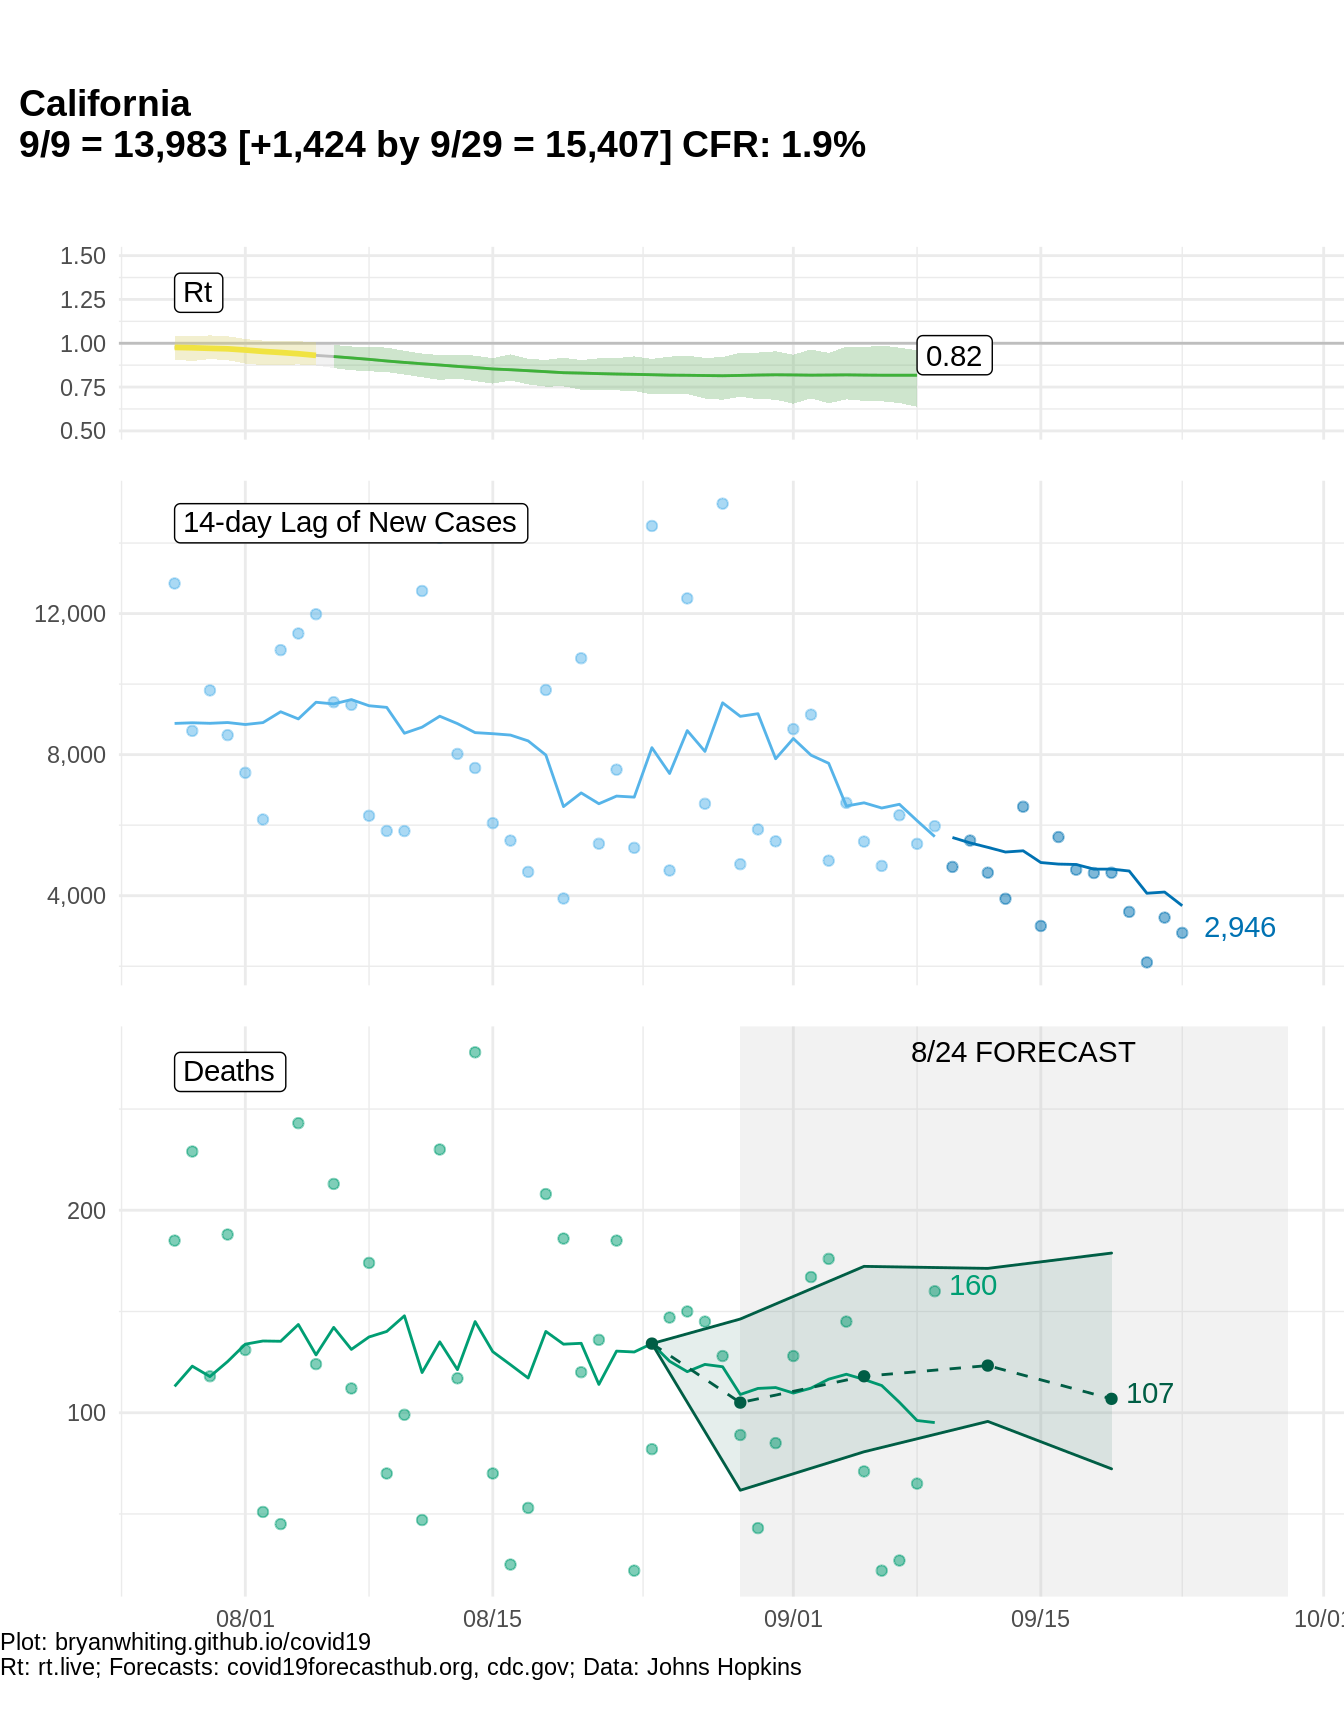 California
9/9 = 13,983 [+1,424 by 9/29 = 15,407] CFR: 1.9%
1.50
Rt
1.25
1.00
0.82
0.75
0.50
14-day Lag of New Cases
12,000
8,000
4,000
2,946
8/24 FORECAST
Deaths
200
160
107
100
08/01 08/15 09/01 09/15 10/01
Plot: bryanwhiting.github.io/covid19
Rt: rt.live; Forecasts: covid19forecasthub.org, cdc.gov; Data: Johns Hopkins